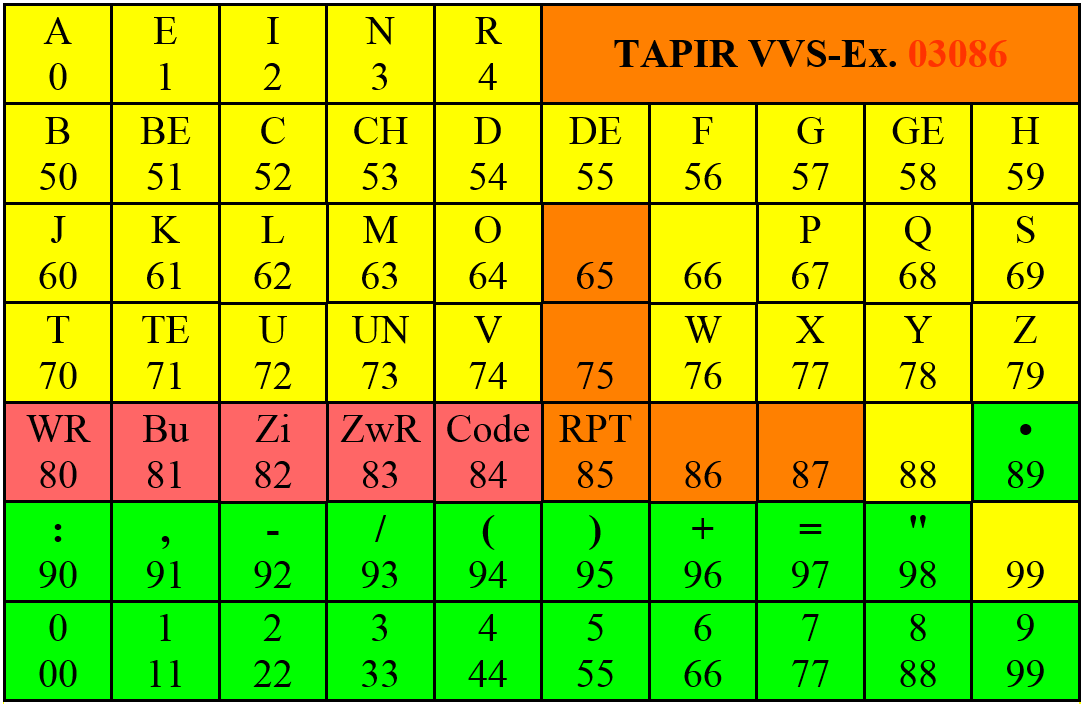 A E I N R TAPIR VVS-Ex. 03086
0 1 2 3 4
B BE C CH D DE F G GE H
50 51 52 53 54 55 56 57 58 59
J K L M O P Q S
60 61 62 63 64 65 66 67 68 69
T TE U UN V W X Y Z
70 71 72 73 74 75 76 77 78 79
WR Bu Zi ZwR Code RPT •
80 81 82 83 84 85 86 87 88 89
: , - / ( ) + = "
90 91 92 93 94 95 96 97 98 99
0 1 2 3 4 5 6 7 8 9
00 11 22 33 44 55 66 77 88 99